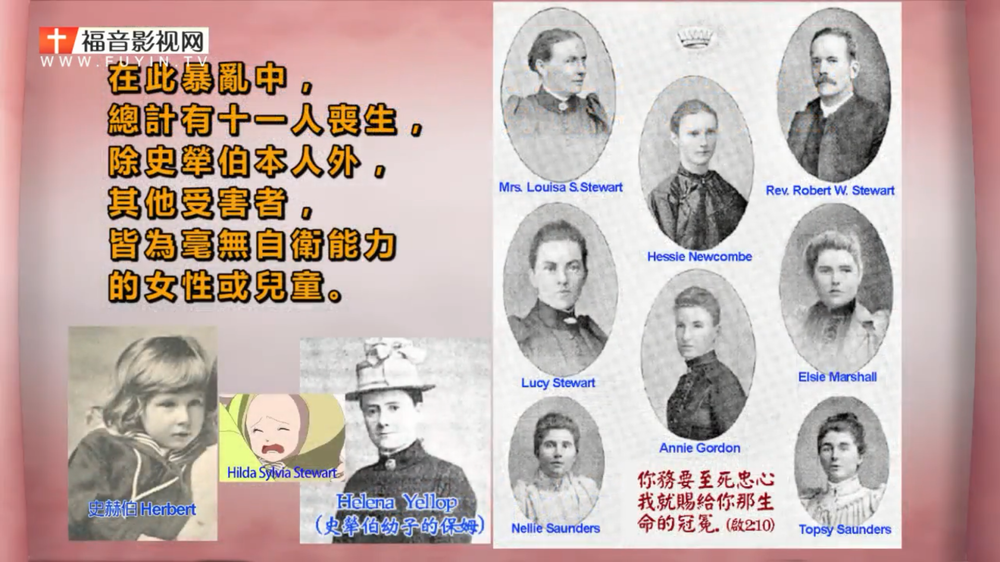 福音影视网
WWW.FUYIN.TV
在此暴亂中，
總計有十一人喪生，
除史犖伯本人外，
其他受害者，
皆為毫無自衛能力
的女性或兒童。
史赫伯 Herbert
Hilda Sylvia Stewart
Helena Yellop
(史犖伯幼子的保姆)
Mrs. Louisa S.Stewart
Rev. Robert W. Stewart
Hessie Newcombe
Lucy Stewart
Elsie Marshall
Annie Gordon
Nellie Saunders
Topsy Saunders
你務要至死忠心
我就賜給你那生
命的冠冕.(啟2:10)